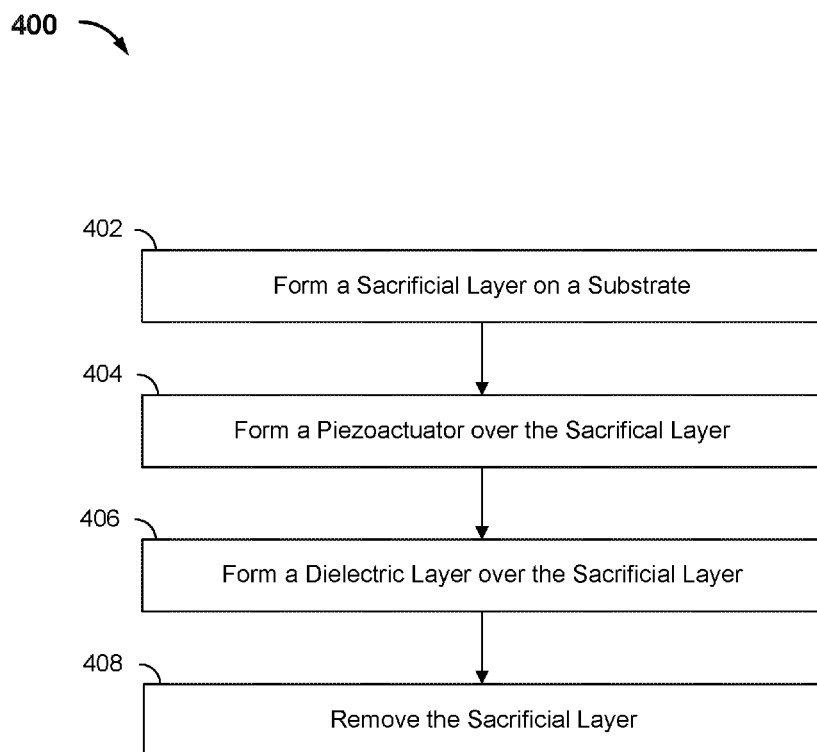 400
402
Form a Sacrificial Layer on a Substrate
404
Form a Piezoactuator over the Sacrifical Layer
406
Form a Dielectric Layer over the Sacrificial Layer
408
Remove the Sacrificial Layer